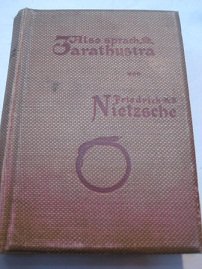 Also sprach
Zarathustra
von
Friedrich
Nietzsche